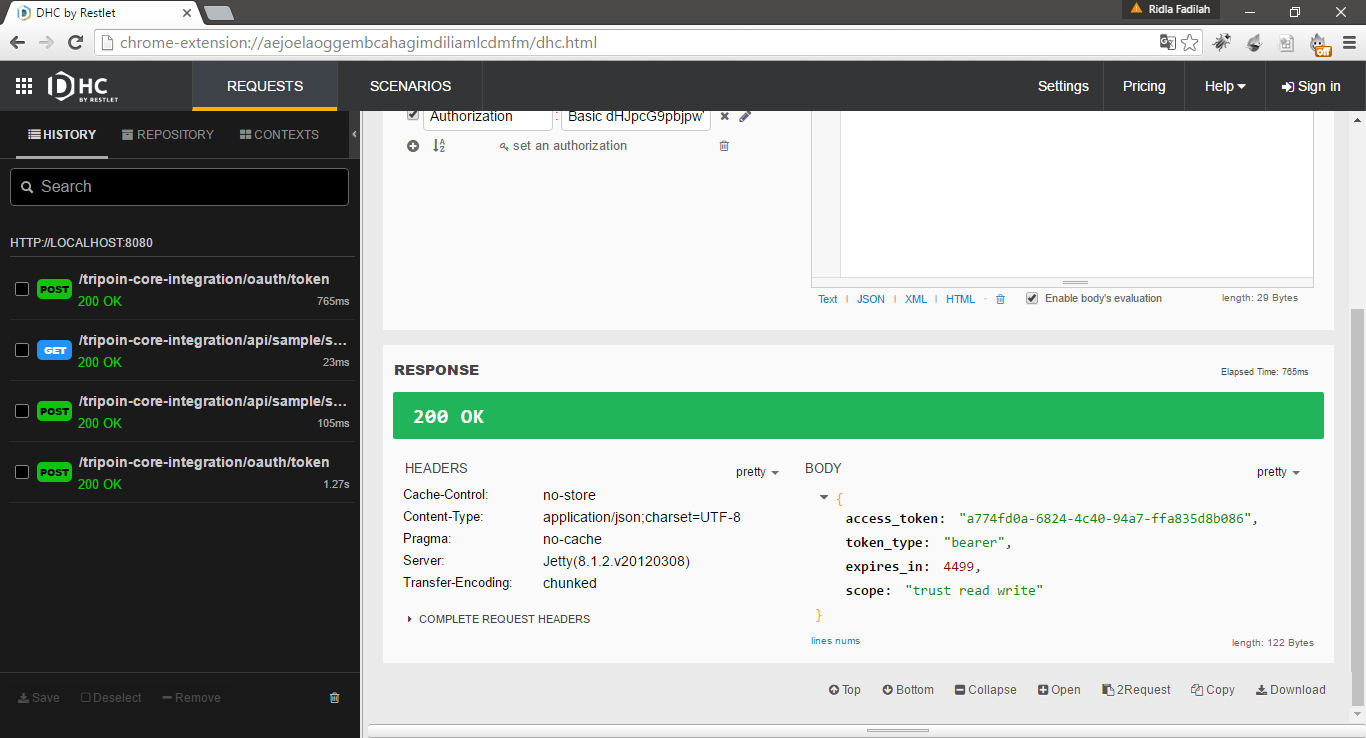 DHC by Restlet
Ridla Fadilah
chrome-extension://aejoelaoggembcahagimdiliamlcdmfm/dhc.html
off
DHC
BY RESTLET
REQUESTS
SCENARIOS
Settings
Pricing
Help
Sign in
HISTORY
REPOSITORY
CONTEXTS
Search
HTTP://LOCALHOST:8080
POST
/tripoin-core-integration/oauth/token
200 OK
765ms
GET
/tripoin-core-integration/api/sample/s...
200 OK
23ms
POST
/tripoin-core-integration/api/sample/s...
200 OK
105ms
POST
/tripoin-core-integration/oauth/token
200 OK
1.27s
Save
Deselect
Remove
Authorization : Basic dHJpcG9pbjpw
set an authorization
Text JSON XML HTML
Enable body's evaluation
length: 29 Bytes
RESPONSE
Elapsed Time: 765ms
200 OK
HEADERS
pretty
Cache-Control: no-store
Content-Type: application/json;charset=UTF-8
Pragma: no-cache
Server: Jetty(8.1.2.v20120308)
Transfer-Encoding: chunked
COMPLETE REQUEST HEADERS
BODY
pretty
{
access_token: "a774fd0a-6824-4c40-94a7-ffa835d8b086",
token_type: "bearer",
expires_in: 4499,
scope: "trust read write"
}
lines nums
length: 122 Bytes
Top
Bottom
Collapse
Open
2Request
Copy
Download